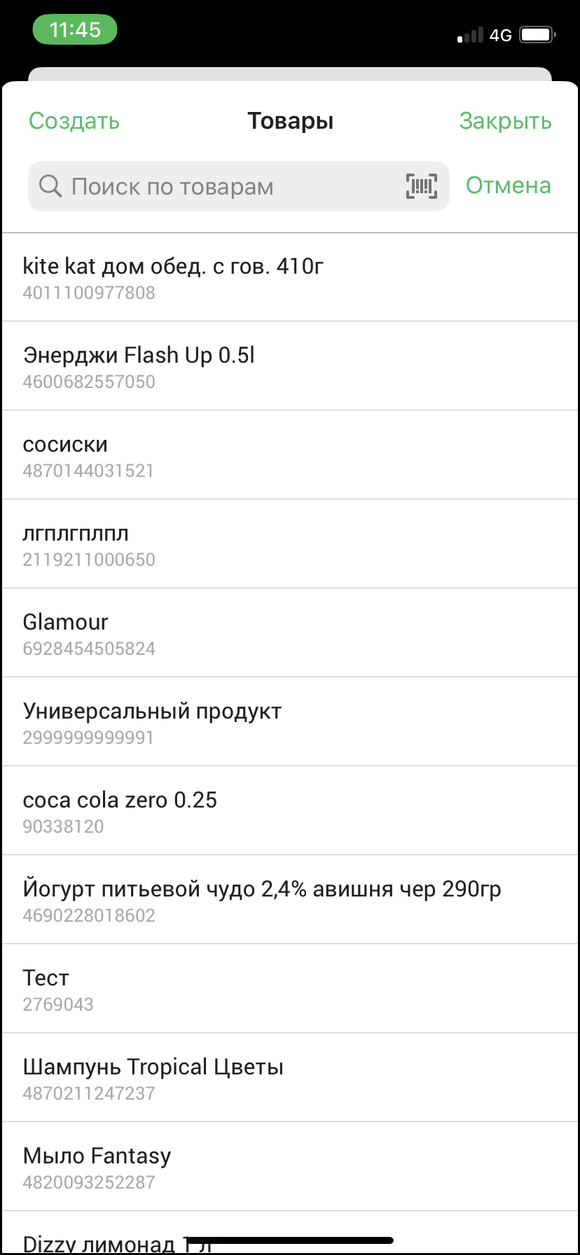 11:45
4G
Создать
Товары
Закрыть
Поиск по товарам
Отмена
kite kat дом обед. с гов. 410г
4011100977808
Энерджи Flash Up 0.5l
4600682557050
сосиски
4870144031521
лгплгплпл
2119211000650
Glamour
6928454505824
Универсальный продукт
2999999999991
coca cola zero 0.25
90338120
Йогурт питьевой чудо 2,4% авишня чер 290гр
4690228018602
Тест
2769043
Шампунь Tropical Цветы
4870211247237
Мыло Fantasy
4820093252287
Dizzy лимонад 1 л